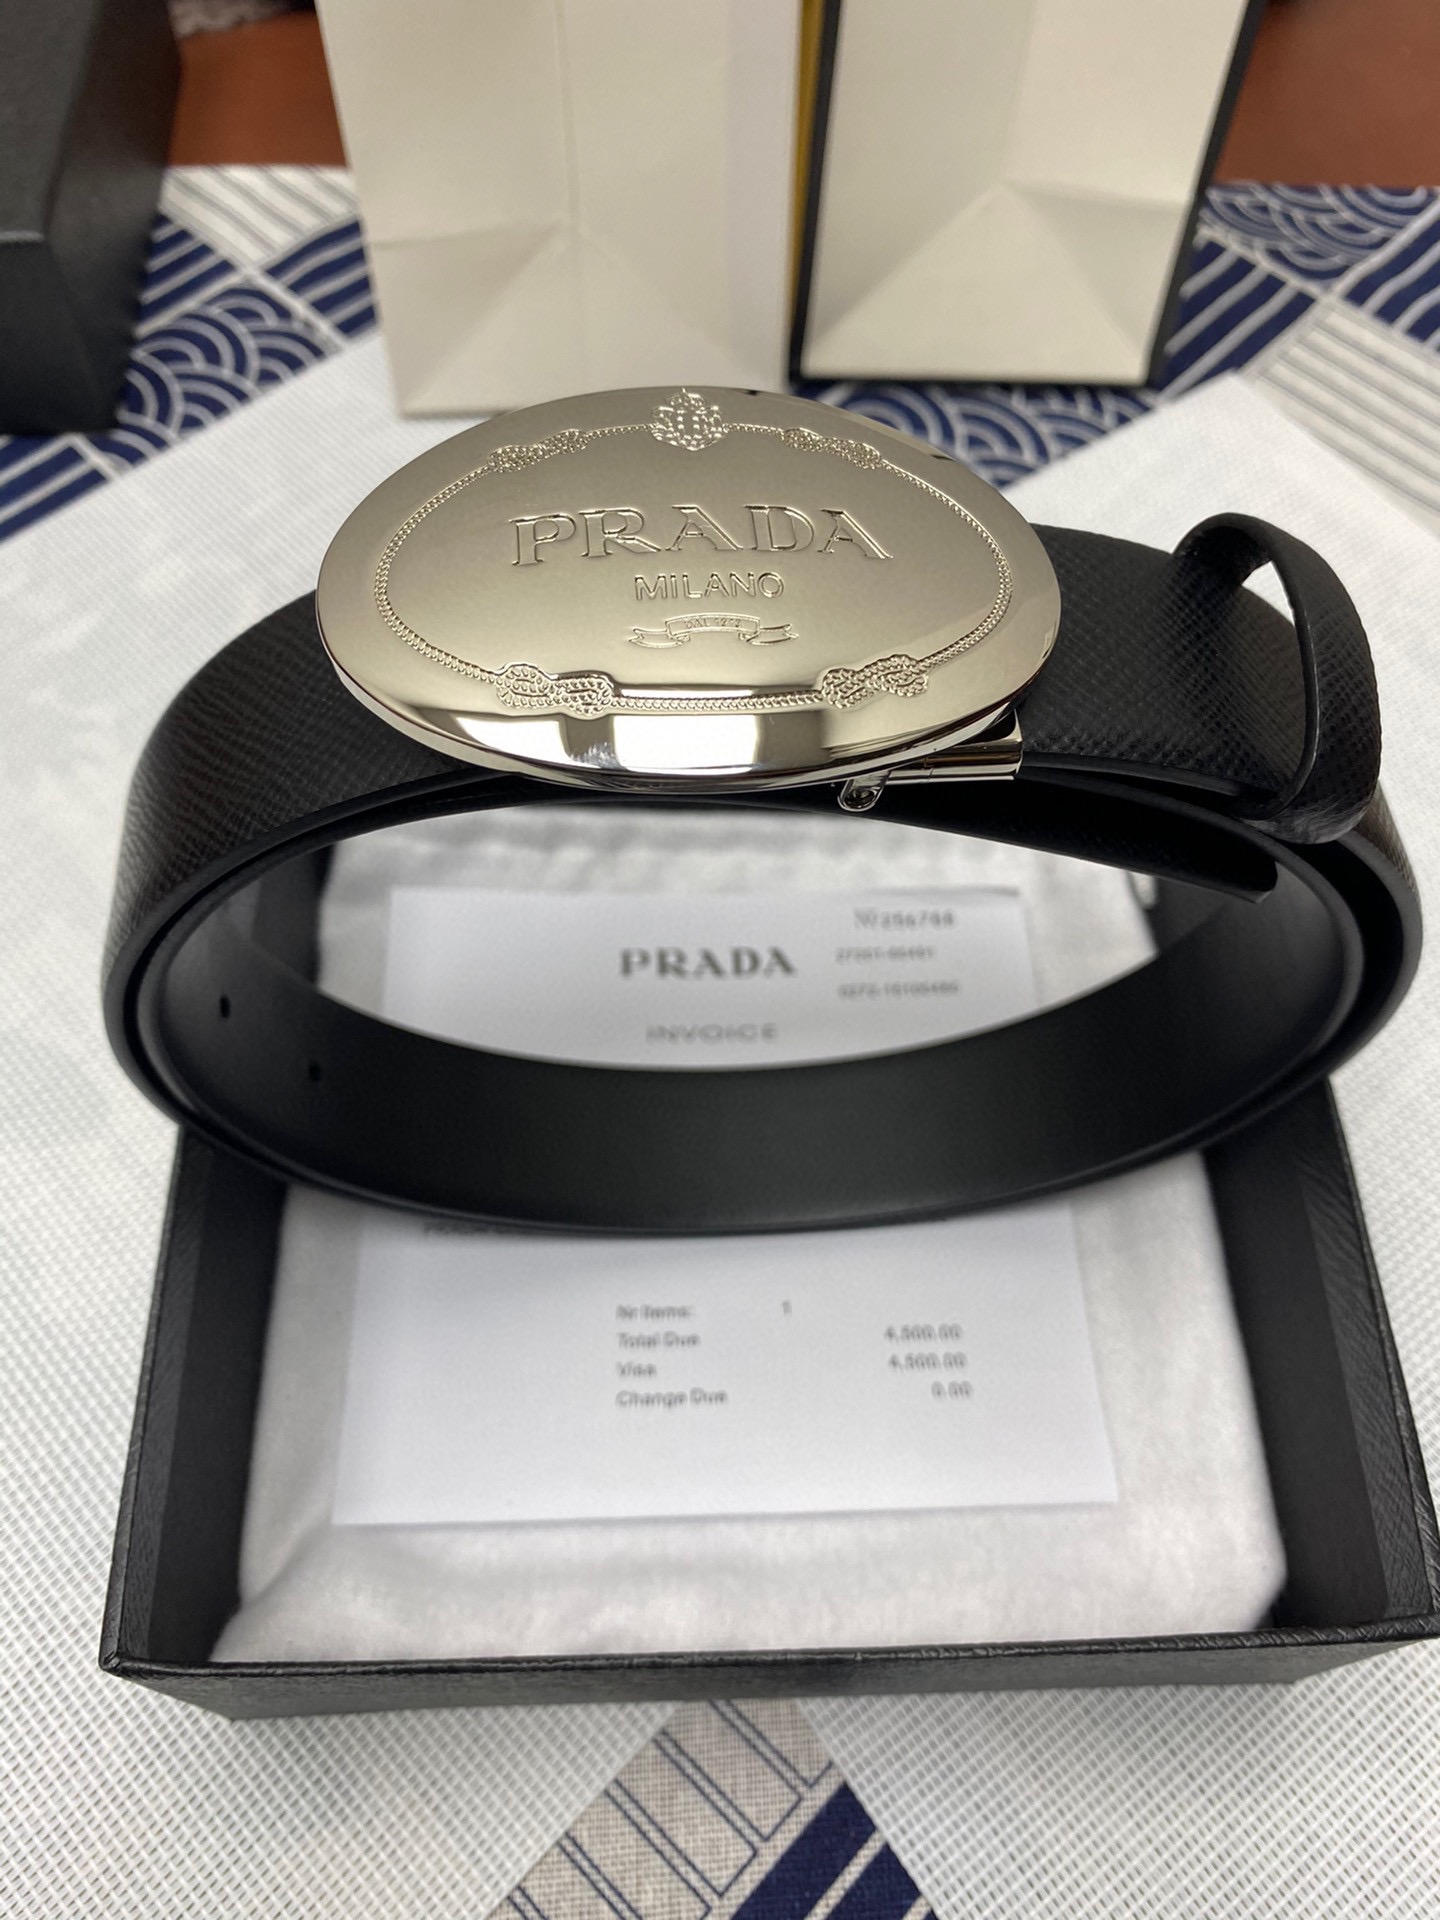 PRADA
MILANO
PRADA
INVOICE
Nr Items: 1
Total Due 4,500.00
Visa 4,500.00
Change Due 0.00